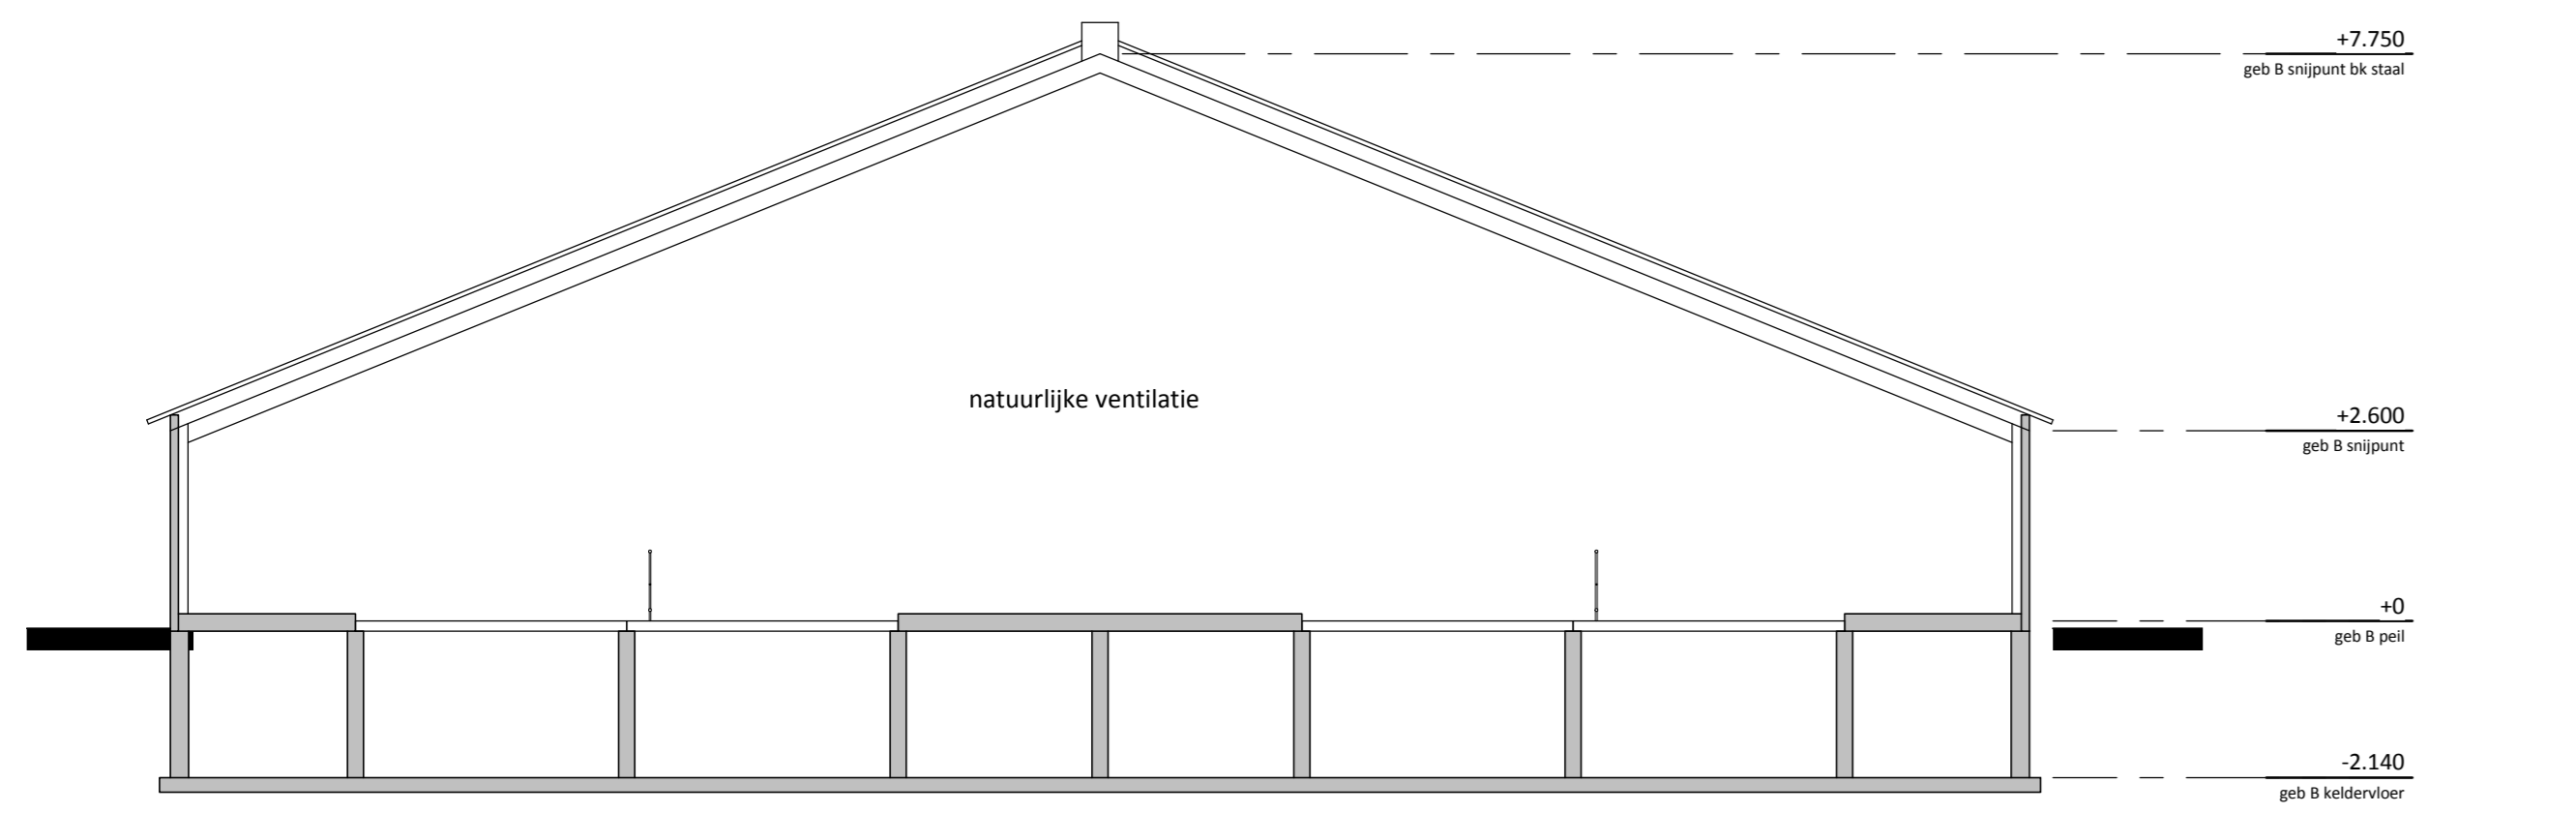 +7.750
geb B snijpunt bk staal
natuurlijke ventilatie
+2.600
geb B snijpunt
+0
geb B peil
-2.140
geb B keldervloer